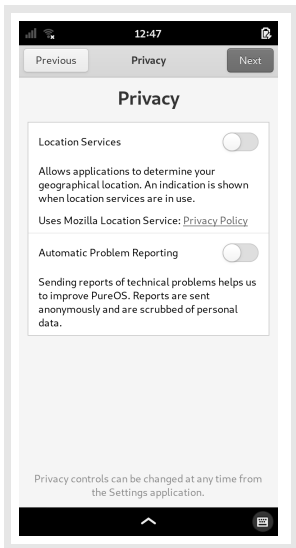 12:47
Previous
Privacy
Next
Privacy
Location Services
Allows applications to determine your
geographical location. An indication is shown
when location services are in use.
Uses Mozilla Location Service: Privacy Policy
Automatic Problem Reporting
Sending reports of technical problems helps us
to improve PureOS. Reports are sent
anonymously and are scrubbed of personal
data.
Privacy controls can be changed at any time from
the Settings application.